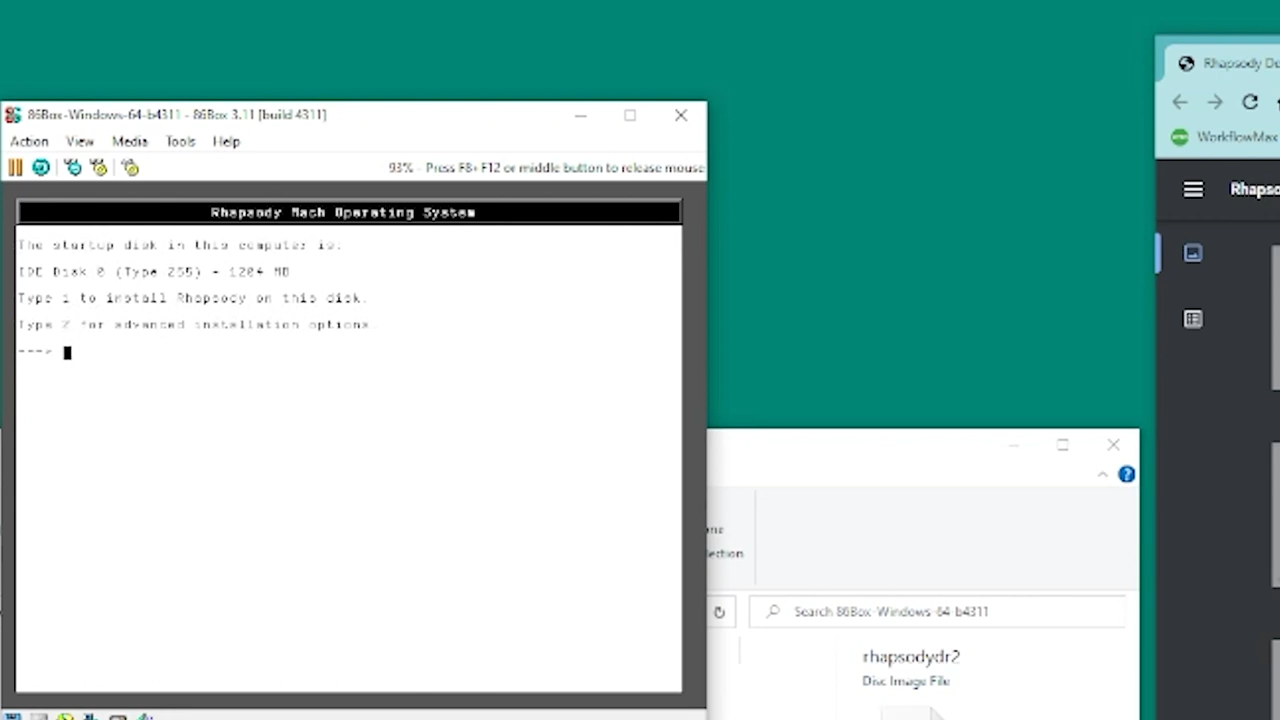 86Box-Windows-64-b4311 - 86Box 3.11 [build 4311]
Action View Media Tools Help
93% - Press F8+F12 or middle button to release mouse
Rhapsody Mach Operating System
The startup disk in this computer is:
IDE Disk 0 (Type 255) - 1204 MB
Type 1 to install Rhapsody on this disk.
Type 2 for advanced installation options.
--->
Search 86Box-Windows-64-b4311
rhapsodydr2
Disc Image File
Rhapsody
WorkflowMax